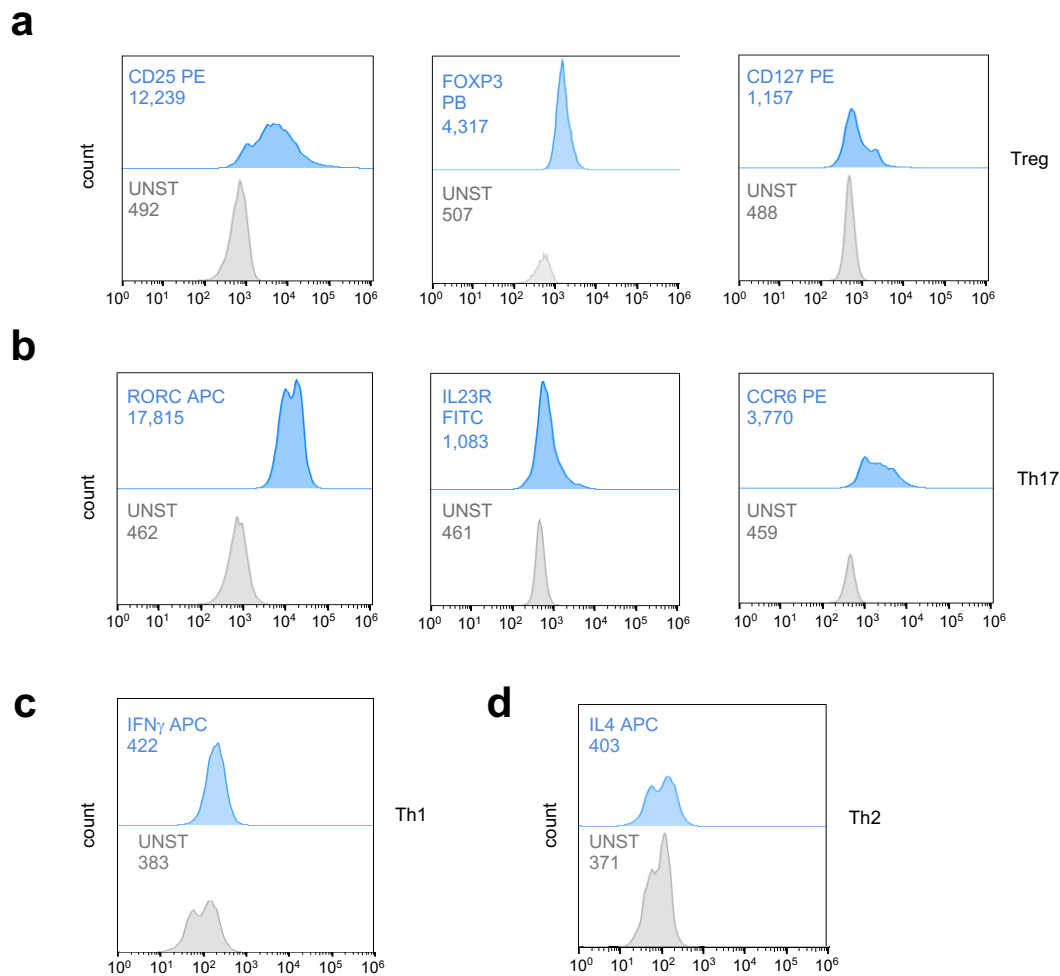 a
CD25 PE
12,239
UNST
492
count
10⁰ 10¹ 10² 10³ 10⁴ 10⁵ 10⁶
FOXP3
PB
4,317
UNST
507
10⁰ 10¹ 10² 10³ 10⁴ 10⁵ 10⁶
CD127 PE
1,157
UNST
488
10⁰ 10¹ 10² 10³ 10⁴ 10⁵ 10⁶
Treg
b
RORC APC
17,815
UNST
462
count
10⁰ 10¹ 10² 10³ 10⁴ 10⁵ 10⁶
IL23R
FITC
1,083
UNST
461
10⁰ 10¹ 10² 10³ 10⁴ 10⁵ 10⁶
CCR6 PE
3,770
UNST
459
10⁰ 10¹ 10² 10³ 10⁴ 10⁵ 10⁶
Th17
c
IFNγ APC
422
UNST
383
count
10⁰ 10¹ 10² 10³ 10⁴ 10⁵ 10⁶
Th1
d
IL4 APC
403
UNST
371
count
10⁰ 10¹ 10² 10³ 10⁴ 10⁵ 10⁶
Th2